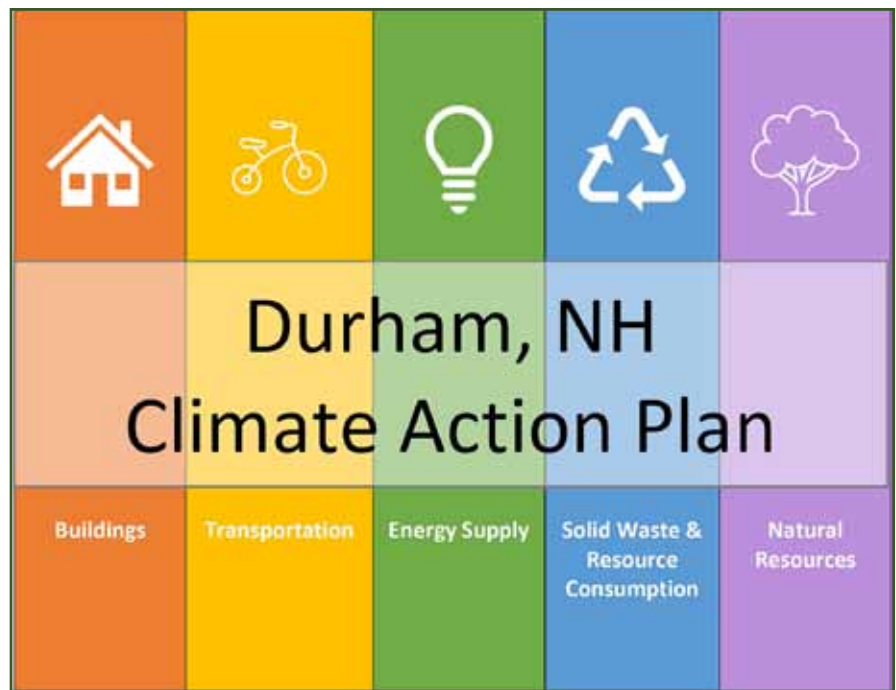 Durham, NH
Climate Action Plan
Buildings
Transportation
Energy Supply
Solid Waste &
Resource
Consumption
Natural
Resources